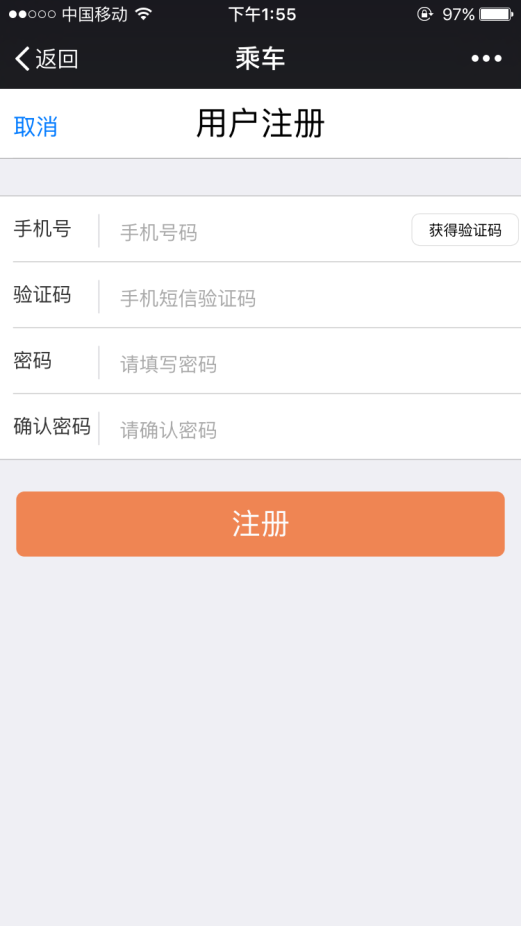 中国移动 下午1:55 97%
返回 乘车
取消 用户注册
手机号 手机号码 获得验证码
验证码 手机短信验证码
密码 请填写密码
确认密码 请确认密码
注册